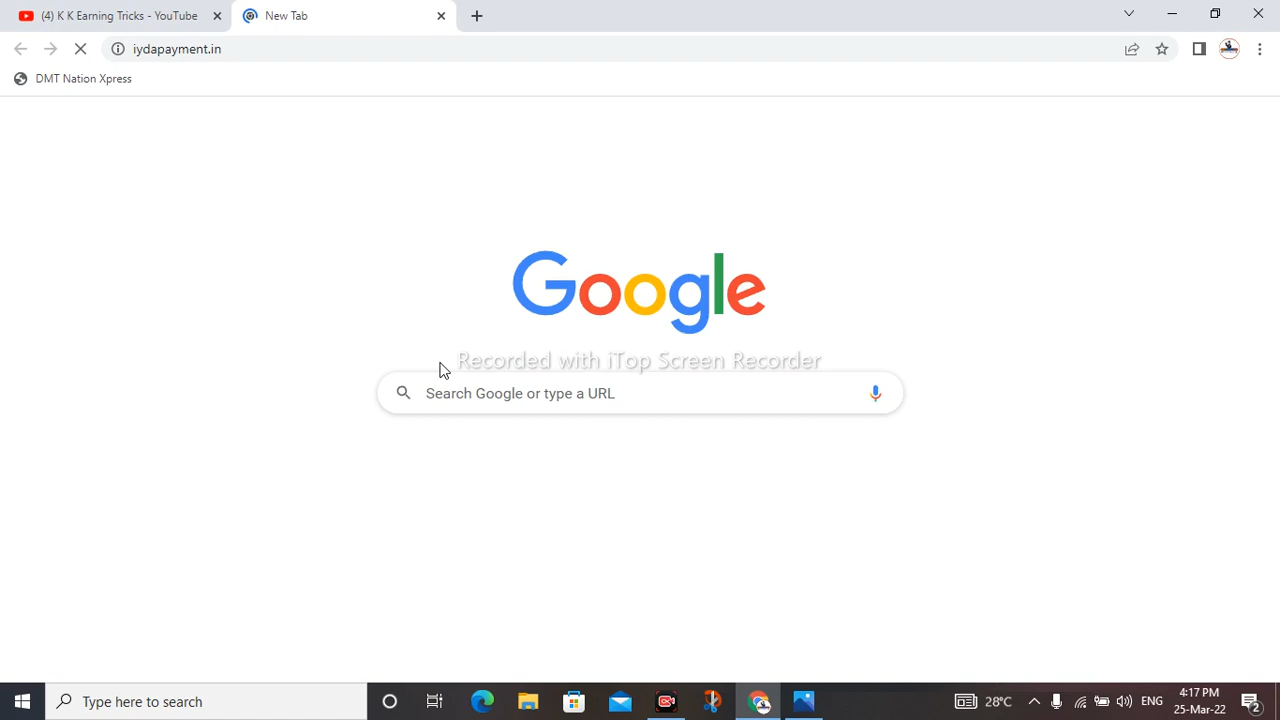 (4) K K Earning Tricks - YouTube
New Tab
iydapayment.in
DMT Nation Xpress
Google
Recorded with iTop Screen Recorder
Search Google or type a URL
Type here to search
28°C
ENG
4:17 PM
25-Mar-22
2